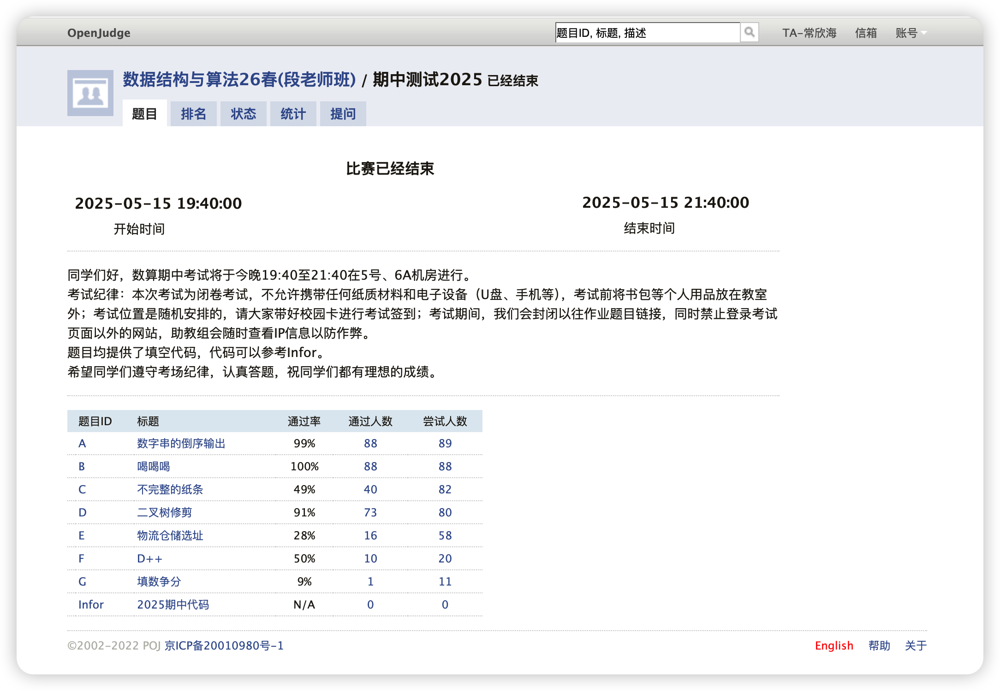 OpenJudge
题目ID, 标题, 描述
TA-常欣海 信箱 账号
数据结构与算法26春(段老师班) / 期中测试2025 已经结束
题目 排名 状态 统计 提问
比赛已经结束
2025-05-15 19:40:00 2025-05-15 21:40:00
开始时间 结束时间
同学们好，数算期中考试将于今晚19:40至21:40在5号、6A机房进行。
考试纪律：本次考试为闭卷考试，不允许携带任何纸质材料和电子设备（U盘、手机等），考试前将书包等个人用品放在教室
外；考试位置是随机安排的，请大家带好校园卡进行考试签到；考试期间，我们会封闭以往作业题目链接，同时禁止登录考试
页面以外的网站，助教组会随时查看IP信息以防作弊。
题目均提供了填空代码，代码可以参考Infor。
希望同学们遵守考场纪律，认真答题，祝同学们都有理想的成绩。
题目ID 标题 通过率 通过人数 尝试人数
A 数字串的倒序输出 99% 88 89
B 喝喝喝 100% 88 88
C 不完整的纸条 49% 40 82
D 二叉树修剪 91% 73 80
E 物流仓储选址 28% 16 58
F D++ 50% 10 20
G 填数争分 9% 1 11
Infor 2025期中代码 N/A 0 0
©2002-2022 POJ 京ICP备20010980号-1 English 帮助 关于